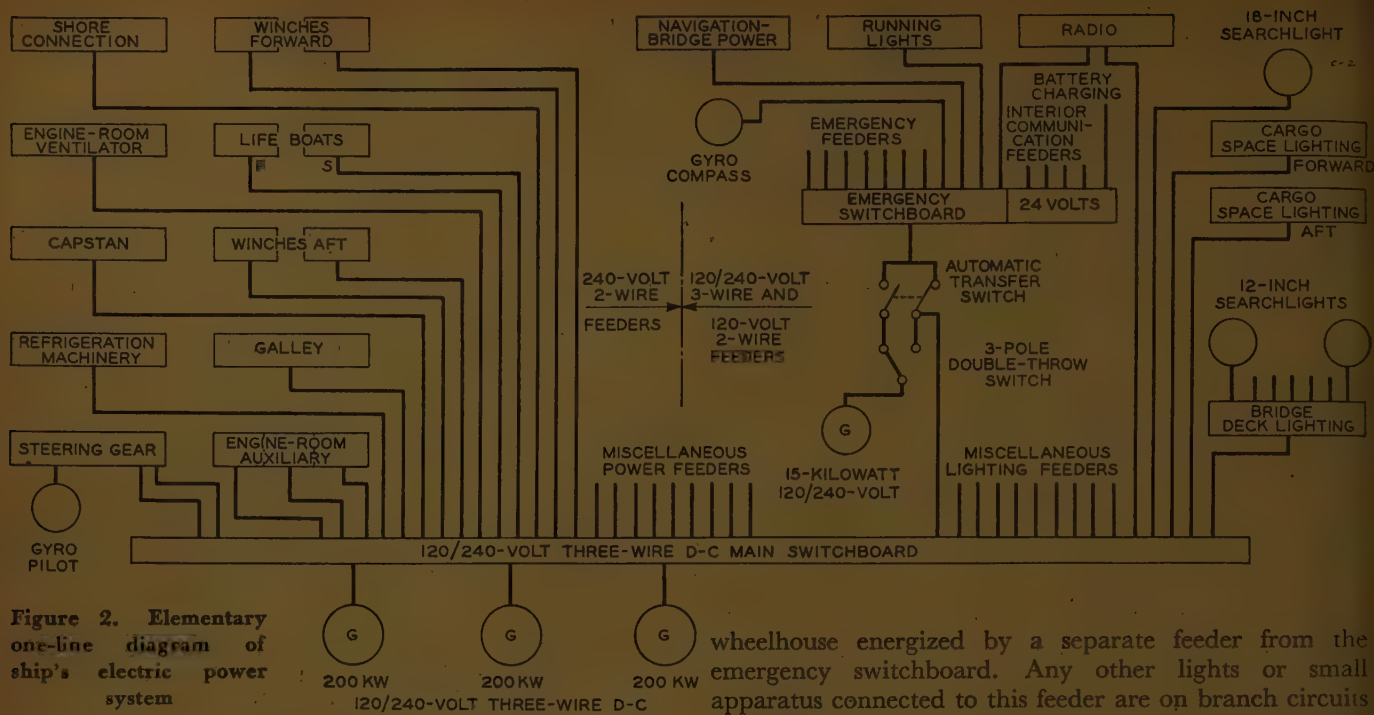 SHORE
CONNECTION
WINCHES
FORWARD
NAVIGATION-
BRIDGE POWER
RUNNING
LIGHTS
RADIO
18-INCH
SEARCHLIGHT
C-2
BATTERY
CHARGING
INTERIOR
COMMUNI-
CATION
FEEDERS
EMERGENCY
FEEDERS
GYRO
COMPASS
ENGINE-ROOM
VENTILATOR
LIFE BOATS
S
CARGO
SPACE LIGHTING
FORWARD
EMERGENCY
SWITCHBOARD
24 VOLTS
CARGO
SPACE LIGHTING
AFT
CAPSTAN
WINCHES AFT
240-VOLT
2-WIRE
FEEDERS
120/240-VOLT
3-WIRE AND
120-VOLT
2-WIRE
FEEDERS
AUTOMATIC
TRANSFER
SWITCH
12-INCH
SEARCHLIGHTS
REFRIGERATION
MACHINERY
GALLEY
3-POLE
DOUBLE-THROW
SWITCH
BRIDGE
DECK LIGHTING
STEERING GEAR
ENGINE-ROOM
AUXILIARY
G
15-KILOWATT
120/240-VOLT
MISCELLANEOUS
POWER FEEDERS
MISCELLANEOUS
LIGHTING FEEDERS
GYRO
PILOT
120/240-VOLT THREE-WIRE D-C MAIN SWITCHBOARD
G
G
G
200 KW
200 KW
200 KW
120/240-VOLT THREE-WIRE D-C
Figure 2. Elementary
one-line diagram of
ship's electric power
system
wheelhouse energized by a separate feeder from the
emergency switchboard. Any other lights or small
apparatus connected to this feeder are on branch circuits